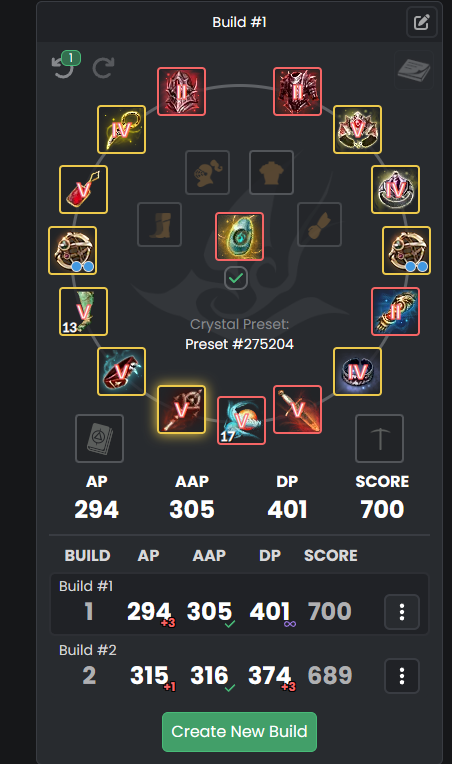 Build #1
1
II
II
IV
V
V
IV
13
V
II
V
IV
V
17
V
V
Crystal Preset:
Preset #275204
AP AAP DP SCORE
294 305 401 700
BUILD AP AAP DP SCORE
Build #1
1 294 +3 305 401 ∞ 700
Build #2
2 315 +1 316 374 +3 689
Create New Build